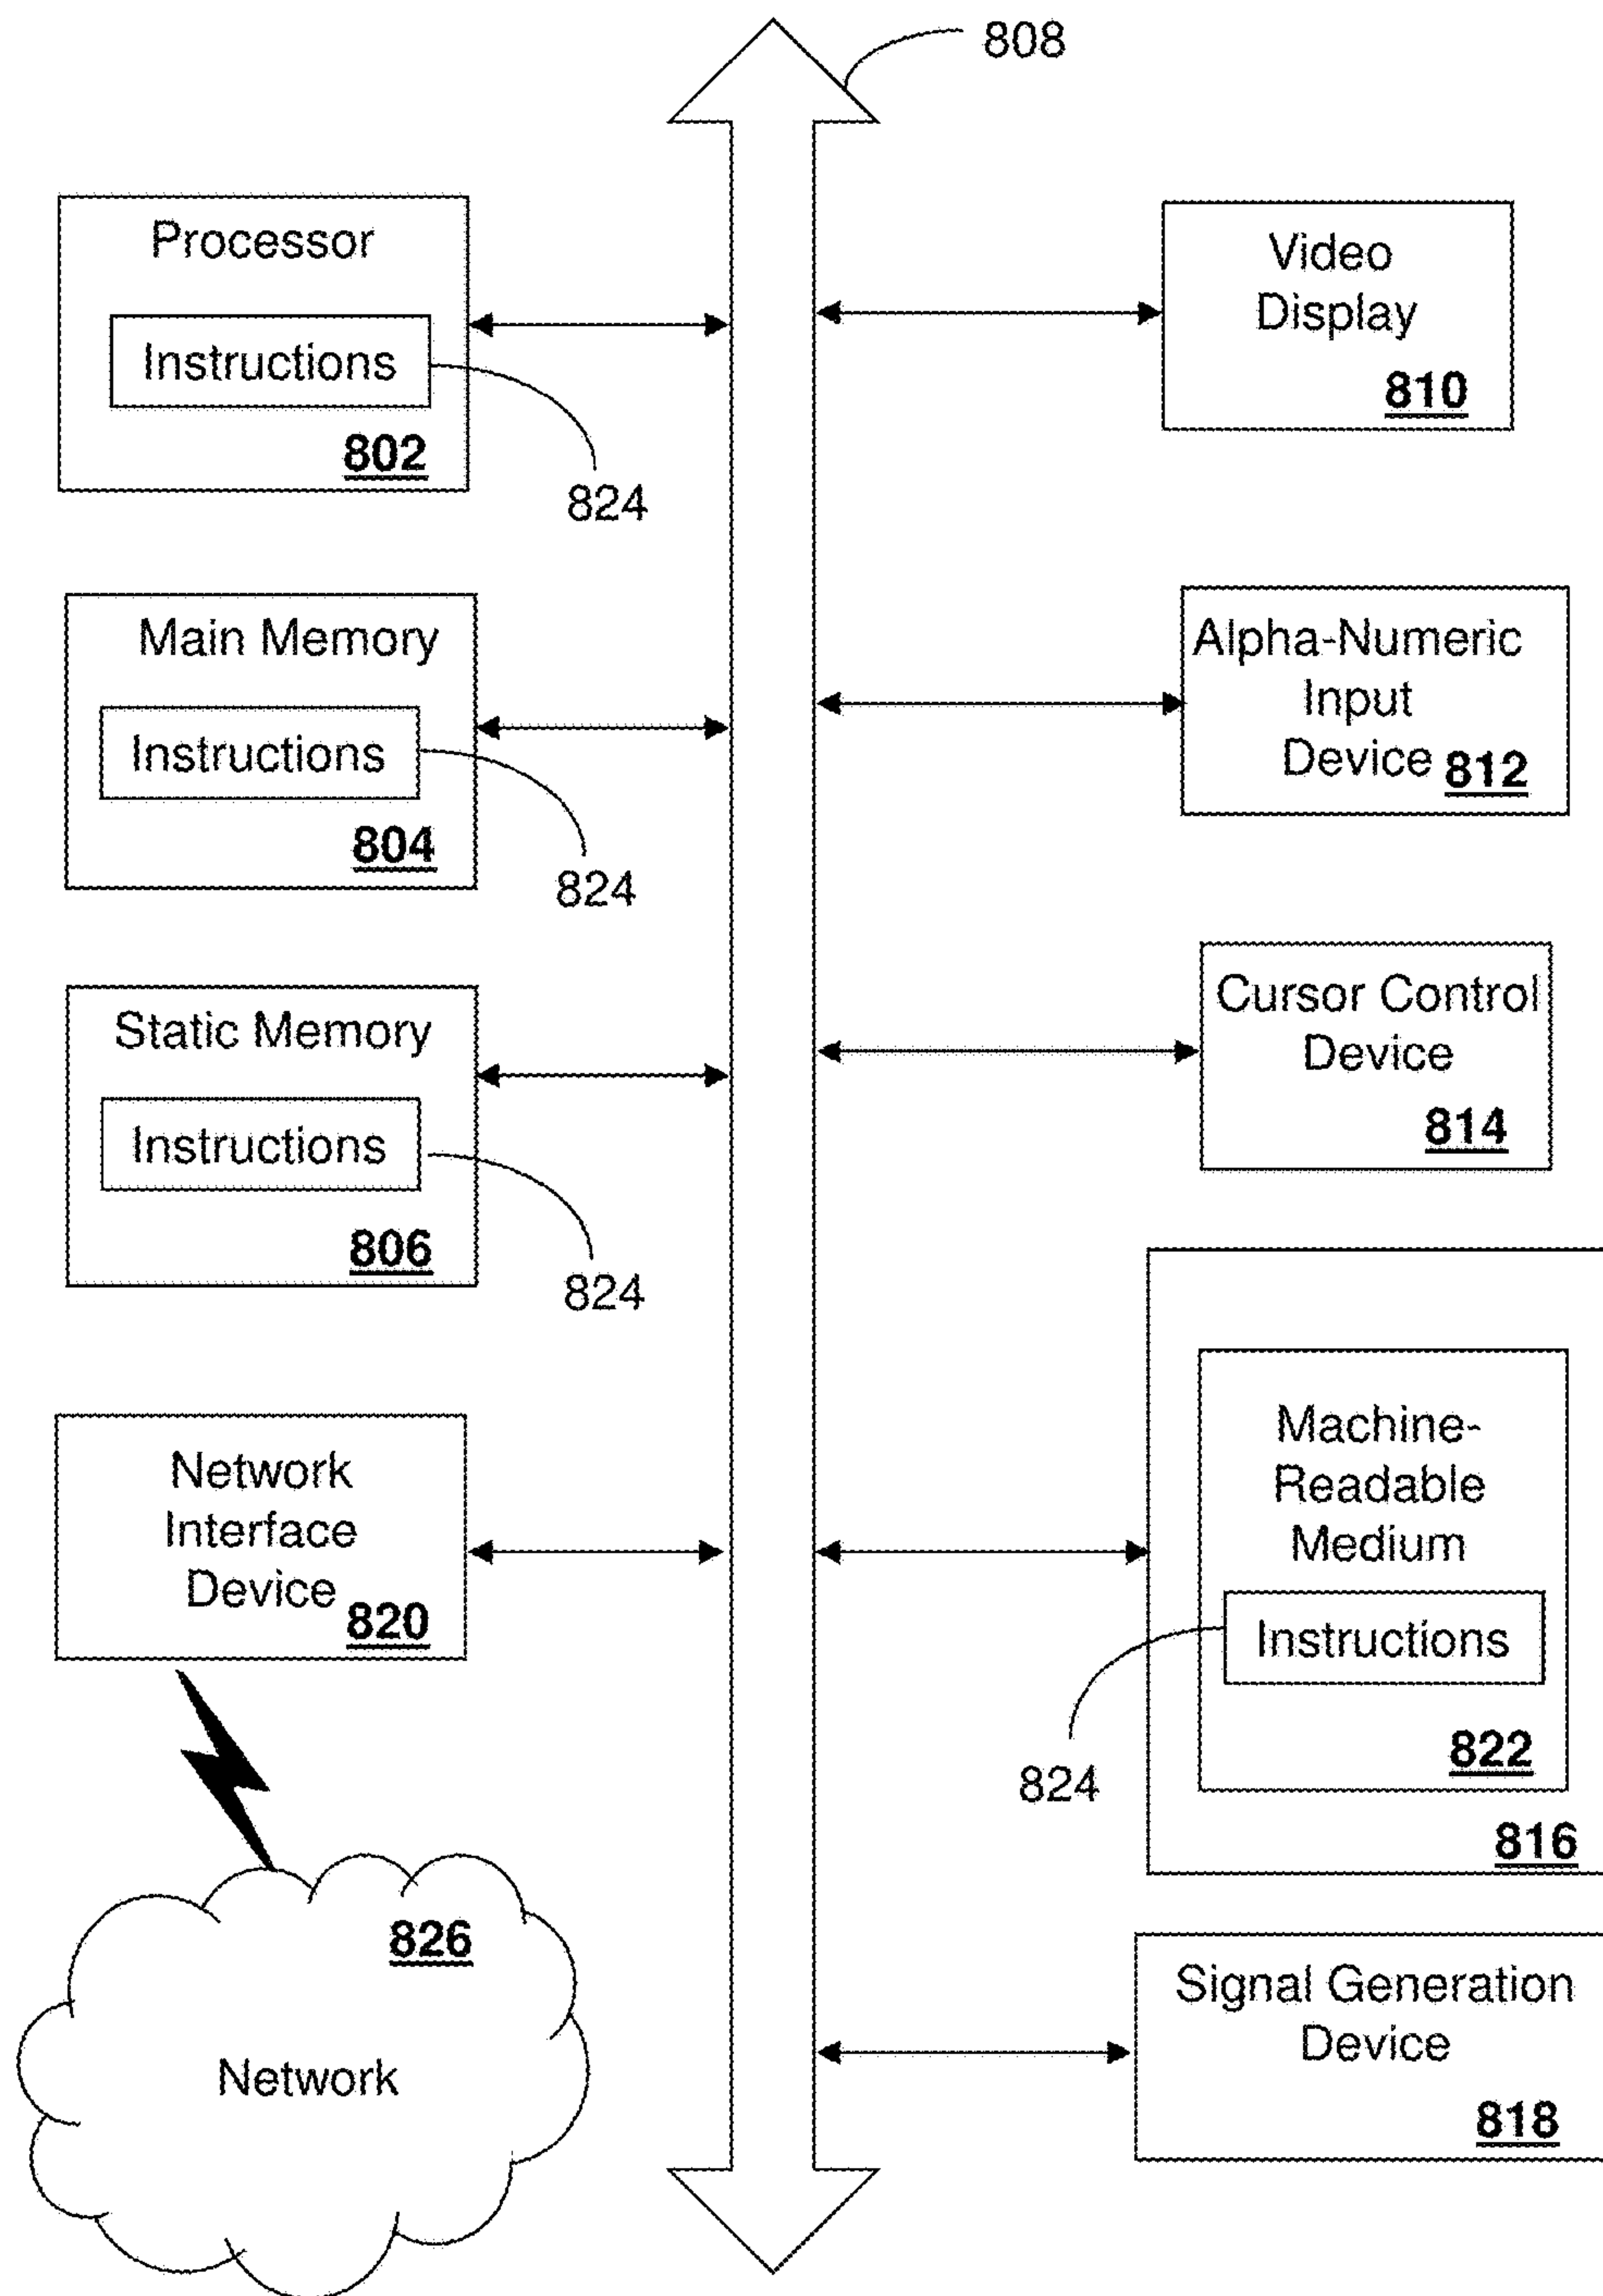 808
Processor
Instructions
802
824
Main Memory
Instructions
804
824
Static Memory
Instructions
806
824
Network
Interface
Device
820
826
Network
Video
Display
810
Alpha-Numeric
Input
Device 812
Cursor Control
Device
814
Machine-
Readable
Medium
Instructions
822
824
816
Signal Generation
Device
818